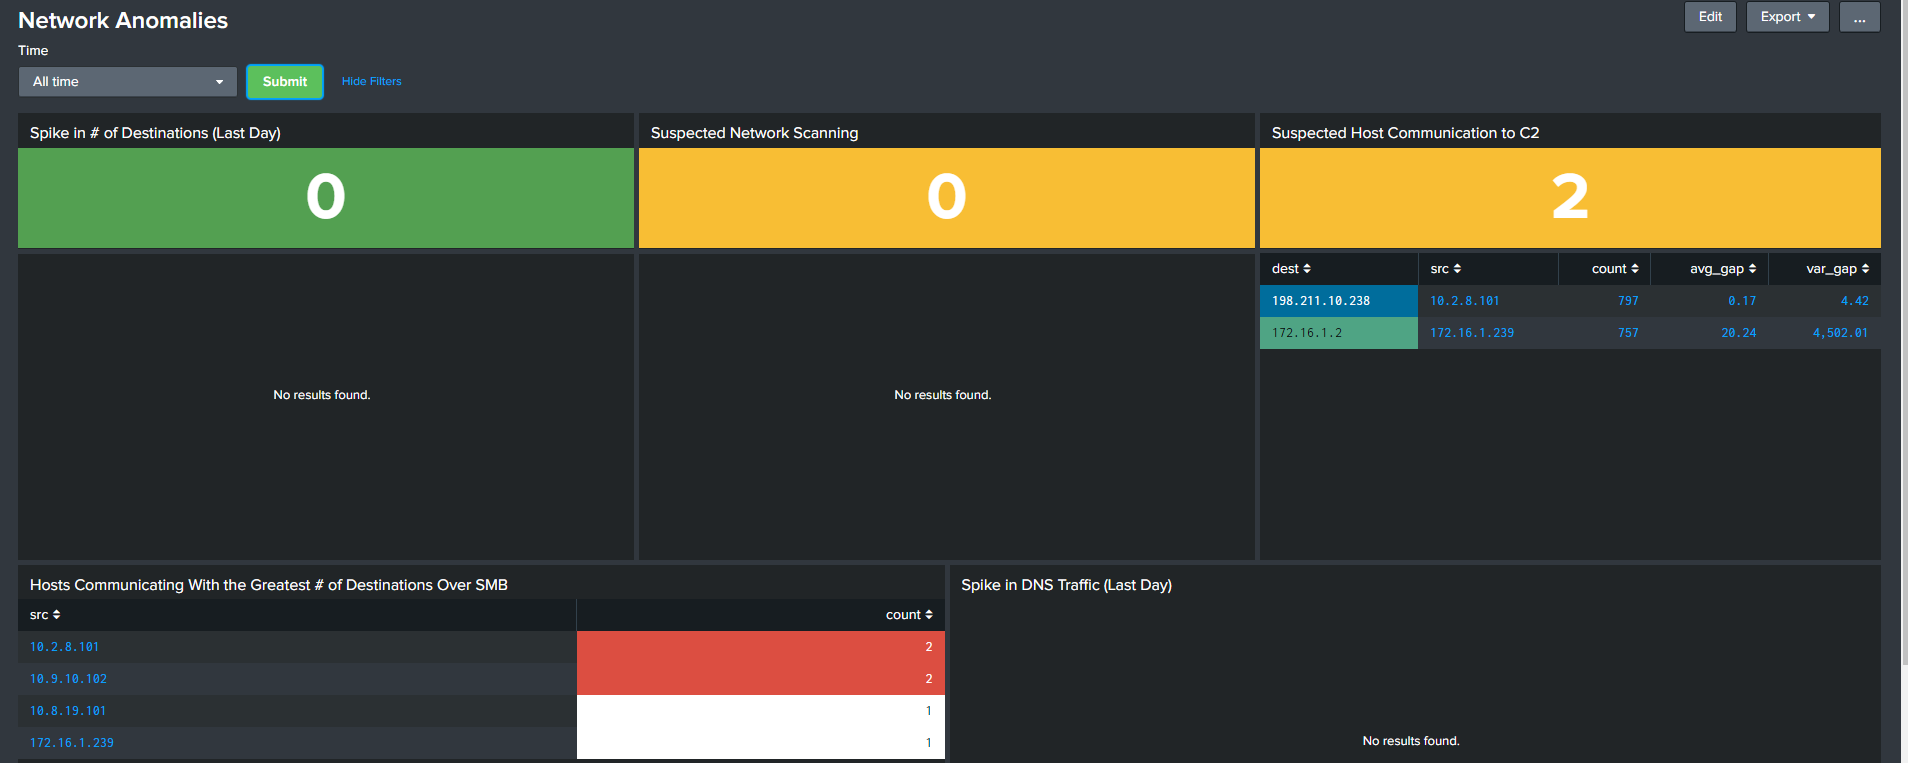 Network Anomalies
Edit
Export
...
Time
All time
Submit
Hide Filters
Spike in # of Destinations (Last Day)
0
No results found.
Suspected Network Scanning
0
No results found.
Suspected Host Communication to C2
2
dest src count avg_gap var_gap
198.211.10.238 10.2.8.101 797 0.17 4.42
172.16.1.2 172.16.1.239 757 20.24 4,502.01
Hosts Communicating With the Greatest # of Destinations Over SMB
src count
10.2.8.101 2
10.9.10.102 2
10.8.19.101 1
172.16.1.239 1
Spike in DNS Traffic (Last Day)
No results found.